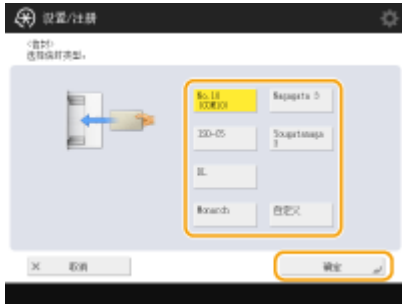 设置/注册
<信封>
选择信封类型。
No.10
(COM10)
Nagagata 3
ISO-C5
Yougatanaga
3
DL
Monarch
自定义
取消
确定